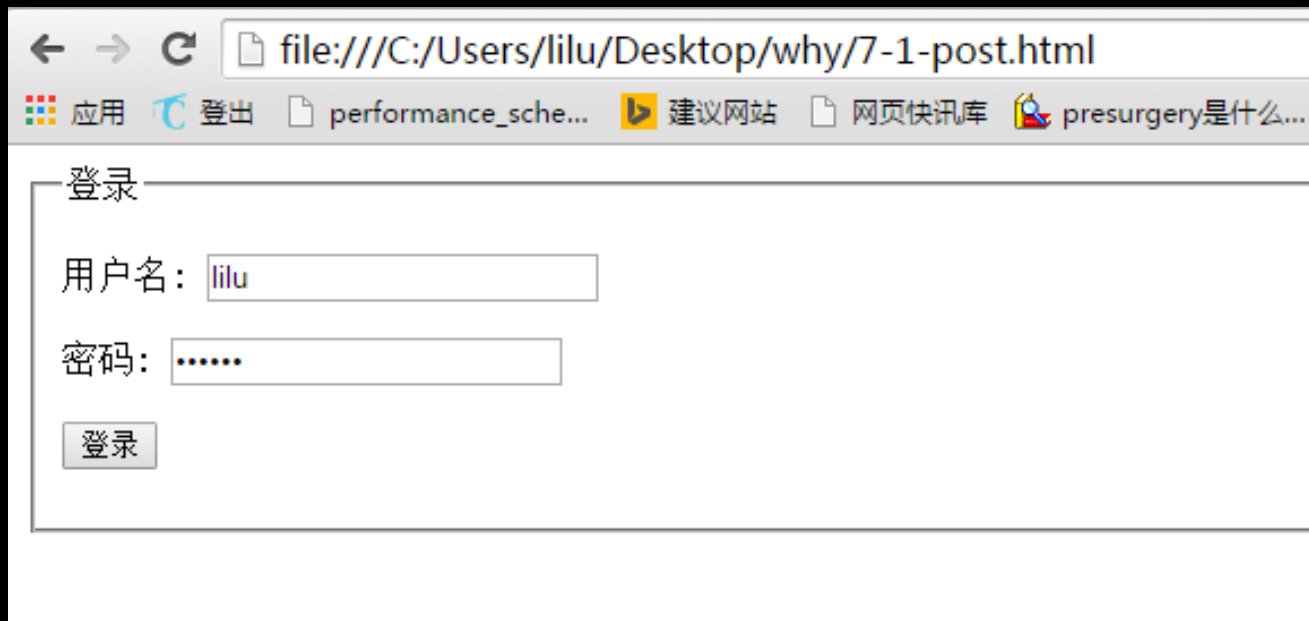 file:///C:/Users/lilu/Desktop/why/7-1-post.html
应用 登出 performance_sche... 建议网站 网页快讯库 presurgery是什么...
登录
用户名: lilu
密码: ••••••
登录